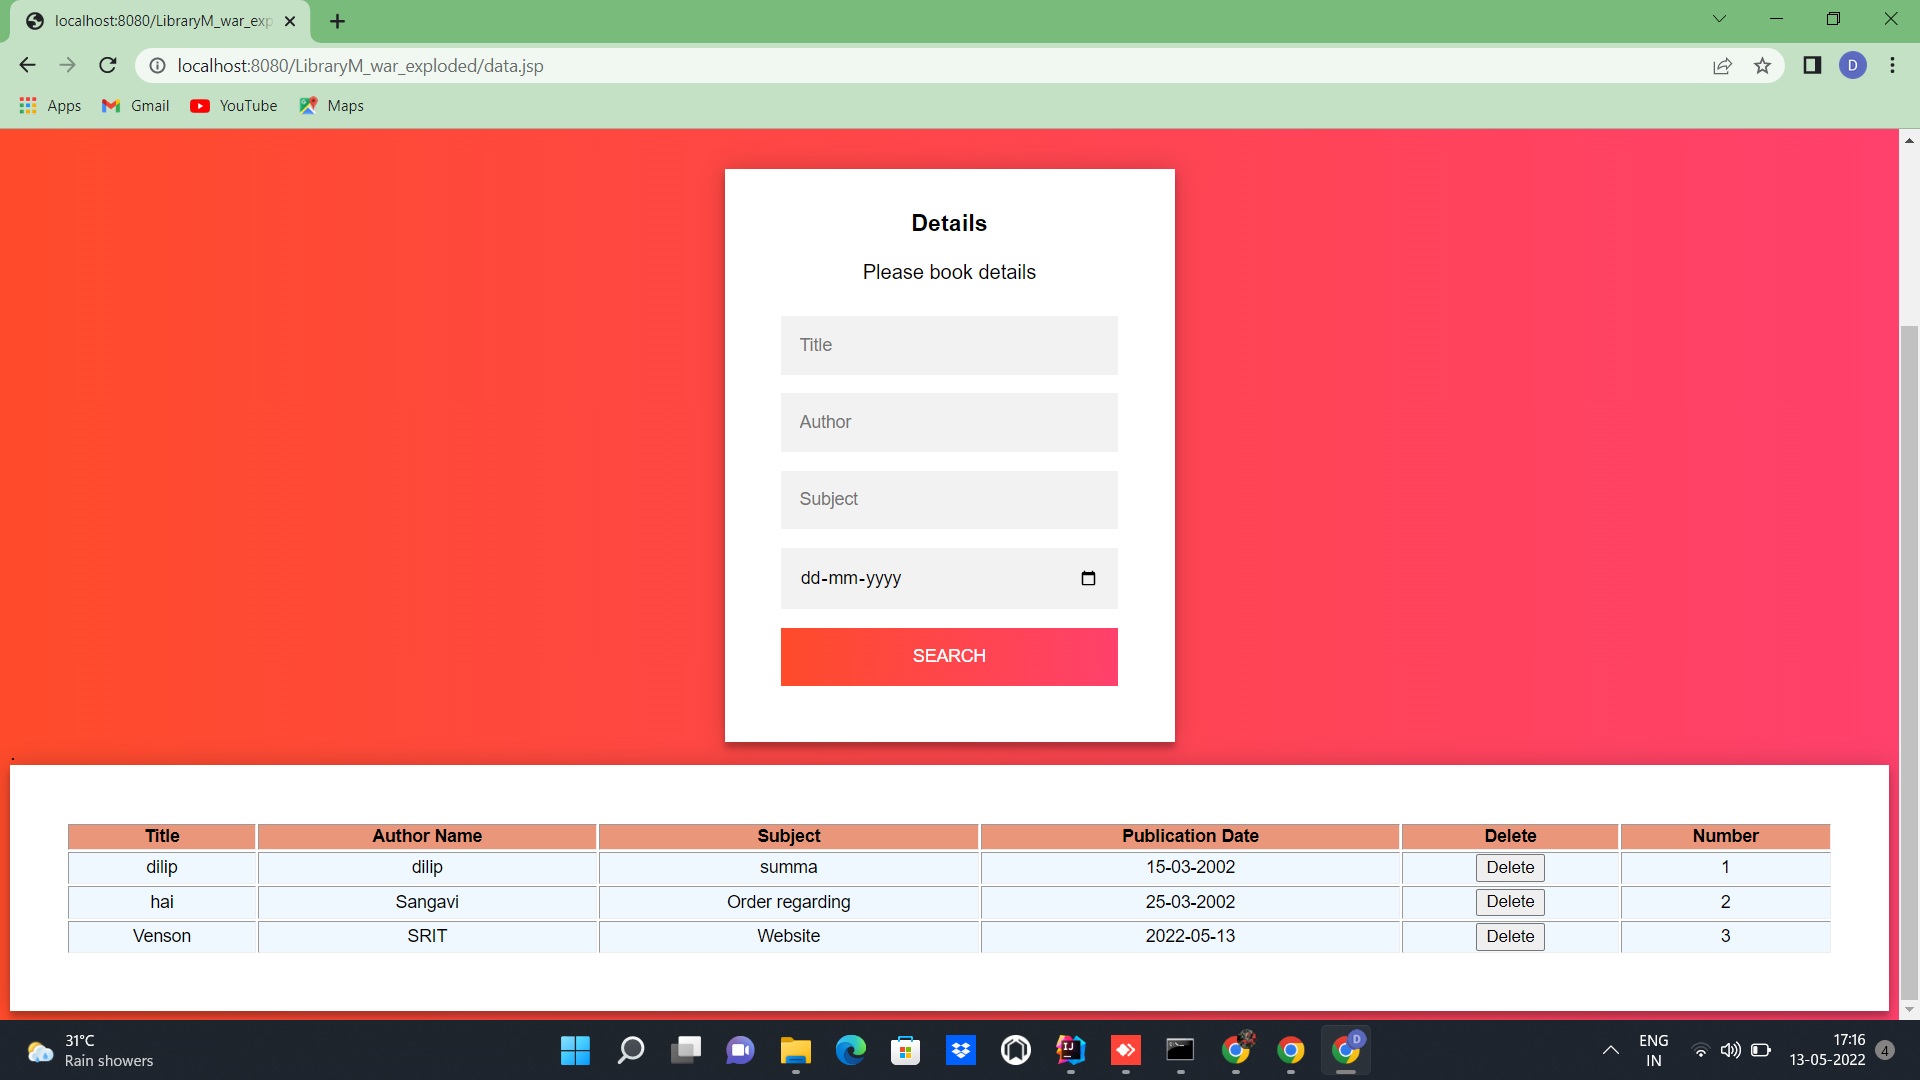 localhost:8080/LibraryM_war_exp
localhost:8080/LibraryM_war_exploded/data.jsp
D
Apps Gmail YouTube Maps
Details
Please book details
Title
Author
Subject
dd-mm-yyyy
SEARCH
.
Title Author Name Subject Publication Date Delete Number
dilip dilip summa 15-03-2002 Delete 1
hai Sangavi Order regarding 25-03-2002 Delete 2
Venson SRIT Website 2022-05-13 Delete 3
31°C
Rain showers
IJ
D
ENG
IN
17:16
13-05-2022
4